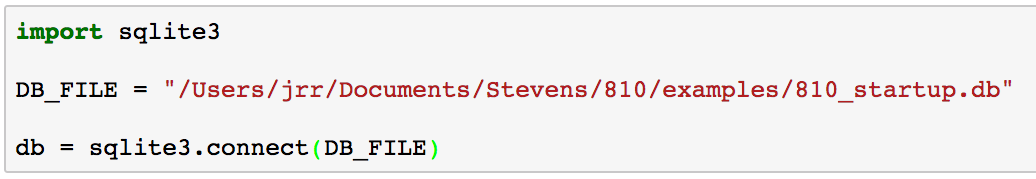 import sqlite3
DB_FILE = "/Users/jrr/Documents/Stevens/810/examples/810_startup.db"
db = sqlite3.connect(DB_FILE)